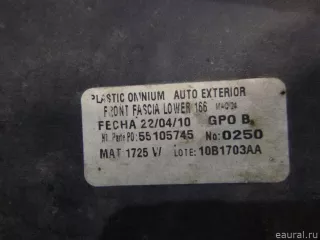 PLASTIC OMNIUM AUTO EXTERIOR
FRONT FASCIA LOWER 166
FECHA 22/04/10 GPO B
55105745 No: 0250
MAT 1725 W LOTE: 10B1703AA
© eaural.ru